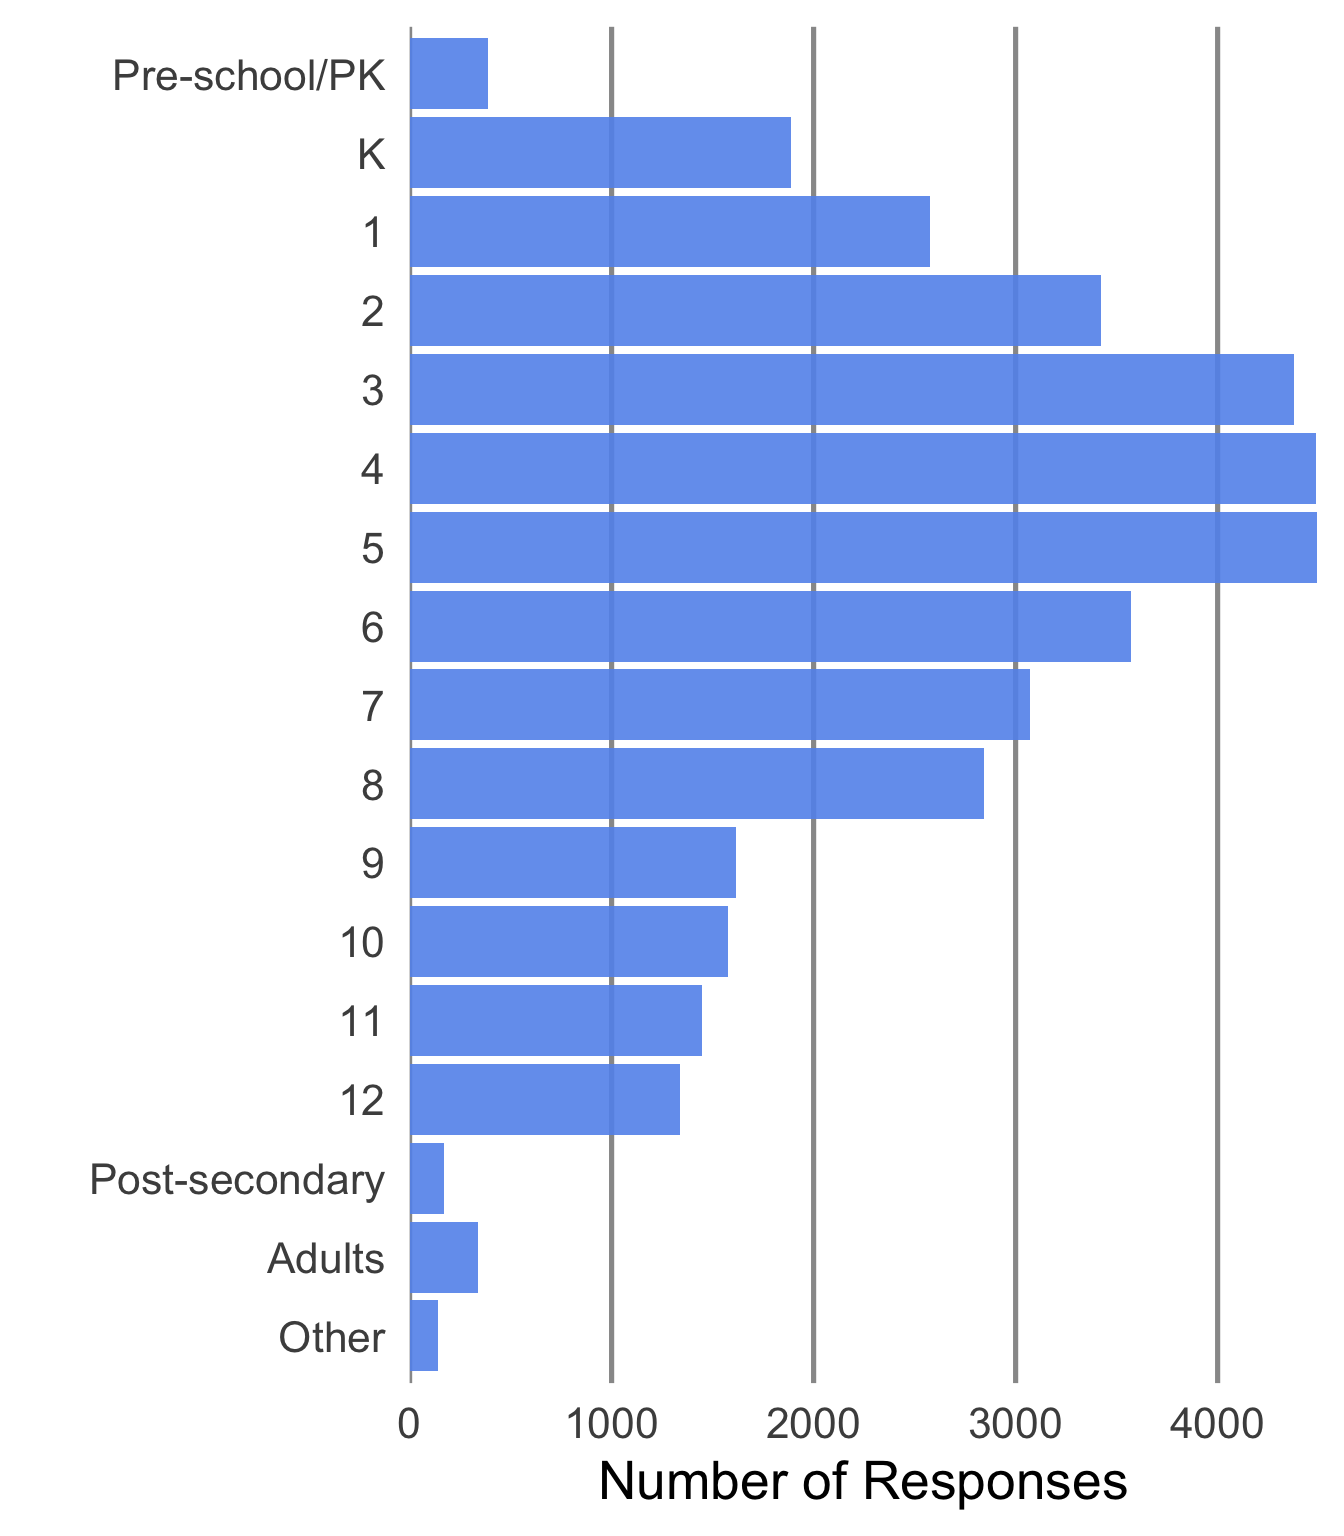 Pre-school/PK
K
1
2
3
4
5
6
7
8
9
10
11
12
Post-secondary
Adults
Other
0 1000 2000 3000 4000
Number of Responses